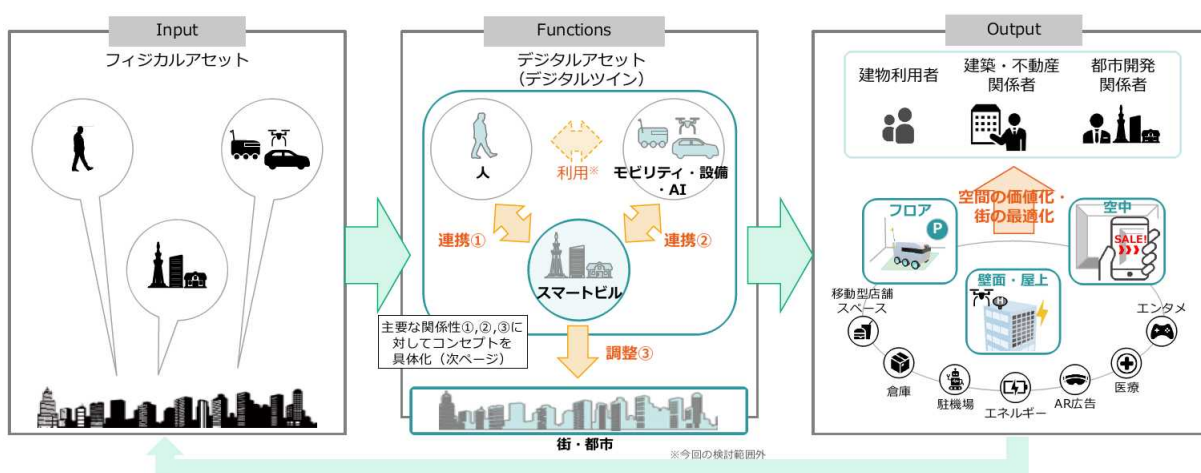 Input
フィジカルアセット
Functions
デジタルアセット
（デジタルツイン）
人
利用※
モビリティ・設備
・AI
連携①
連携②
スマートビル
主要な関係性①,②,③に
対してコンセプトを
具体化（次ページ）
調整③
街・都市
※今回の検討範囲外
Output
建物利用者
建築・不動産
関係者
都市開発
関係者
空間の価値化・
街の最適化
フロア
P
空中
SALE!
壁面・屋上
移動型店舗
スペース
倉庫
駐機場
エネルギー
AR広告
医療
エンタメ